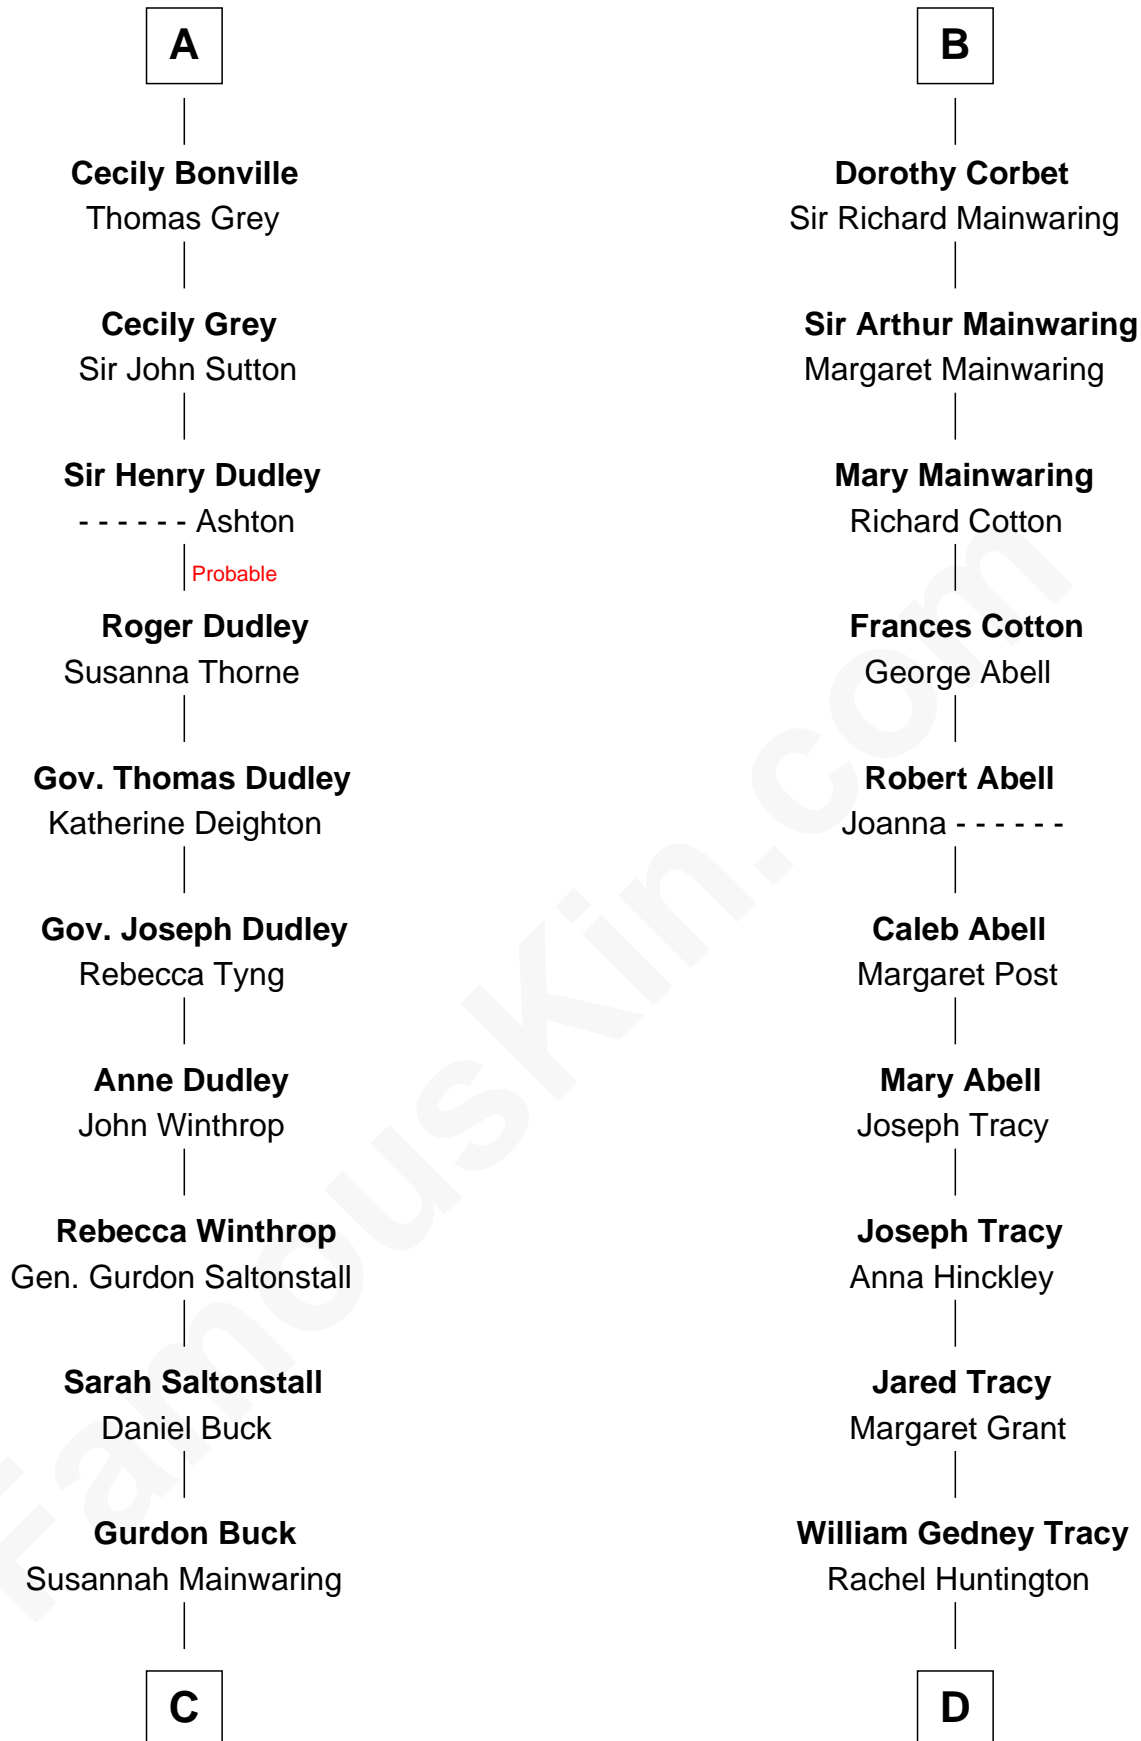 A
Cecily Bonville
Thomas Grey
Cecily Grey
Sir John Sutton
Sir Henry Dudley
- - - - - - Ashton
Probable
Roger Dudley
Susanna Thorne
Gov. Thomas Dudley
Katherine Deighton
Gov. Joseph Dudley
Rebecca Tyng
Anne Dudley
John Winthrop
Rebecca Winthrop
Gen. Gurdon Saltonstall
Sarah Saltonstall
Daniel Buck
Gurdon Buck
Susannah Mainwaring
C
B
Dorothy Corbet
Sir Richard Mainwaring
Sir Arthur Mainwaring
Margaret Mainwaring
Mary Mainwaring
Richard Cotton
Frances Cotton
George Abell
Robert Abell
Joanna - - - - - -
Caleb Abell
Margaret Post
Mary Abell
Joseph Tracy
Joseph Tracy
Anna Hinckley
Jared Tracy
Margaret Grant
William Gedney Tracy
Rachel Huntington
D
FamousKin.com